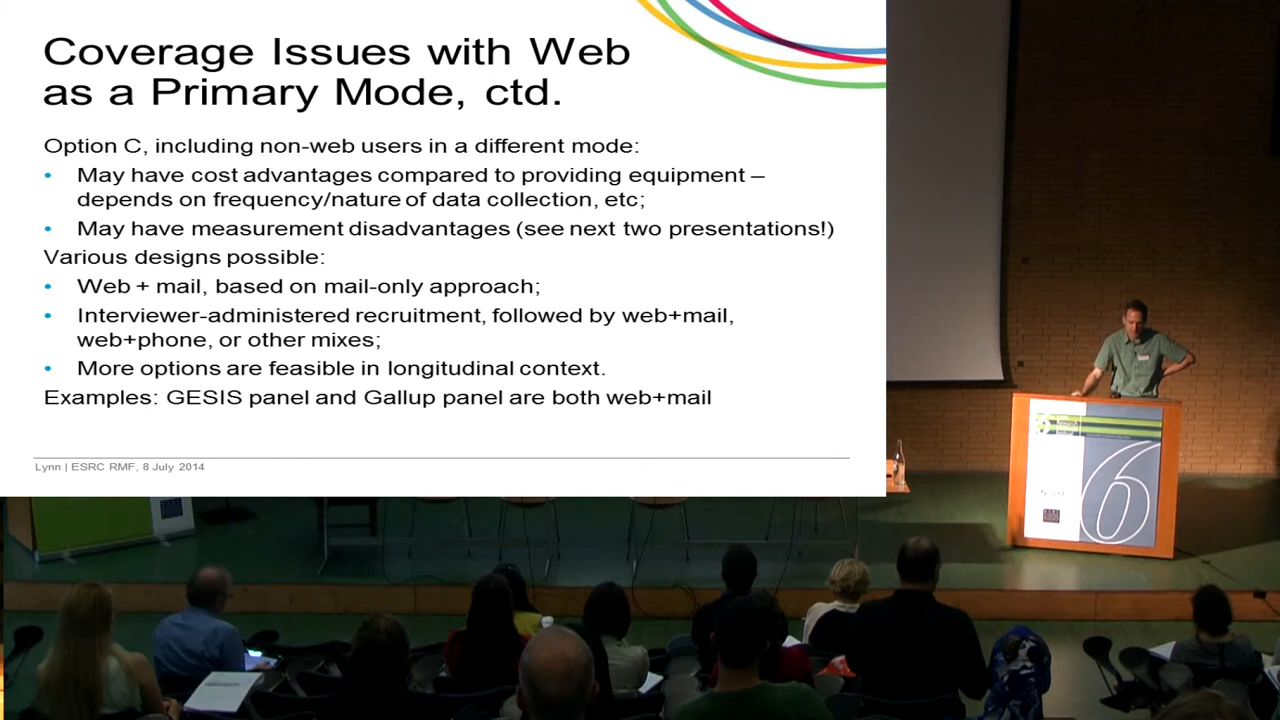 Coverage Issues with Web
as a Primary Mode, ctd.
Option C, including non-web users in a different mode:
• May have cost advantages compared to providing equipment –
depends on frequency/nature of data collection, etc;
• May have measurement disadvantages (see next two presentations!)
Various designs possible:
• Web + mail, based on mail-only approach;
• Interviewer-administered recruitment, followed by web+mail,
web+phone, or other mixes;
• More options are feasible in longitudinal context.
Examples: GESIS panel and Gallup panel are both web+mail
Lynn | ESRC RMF, 8 July 2014
6